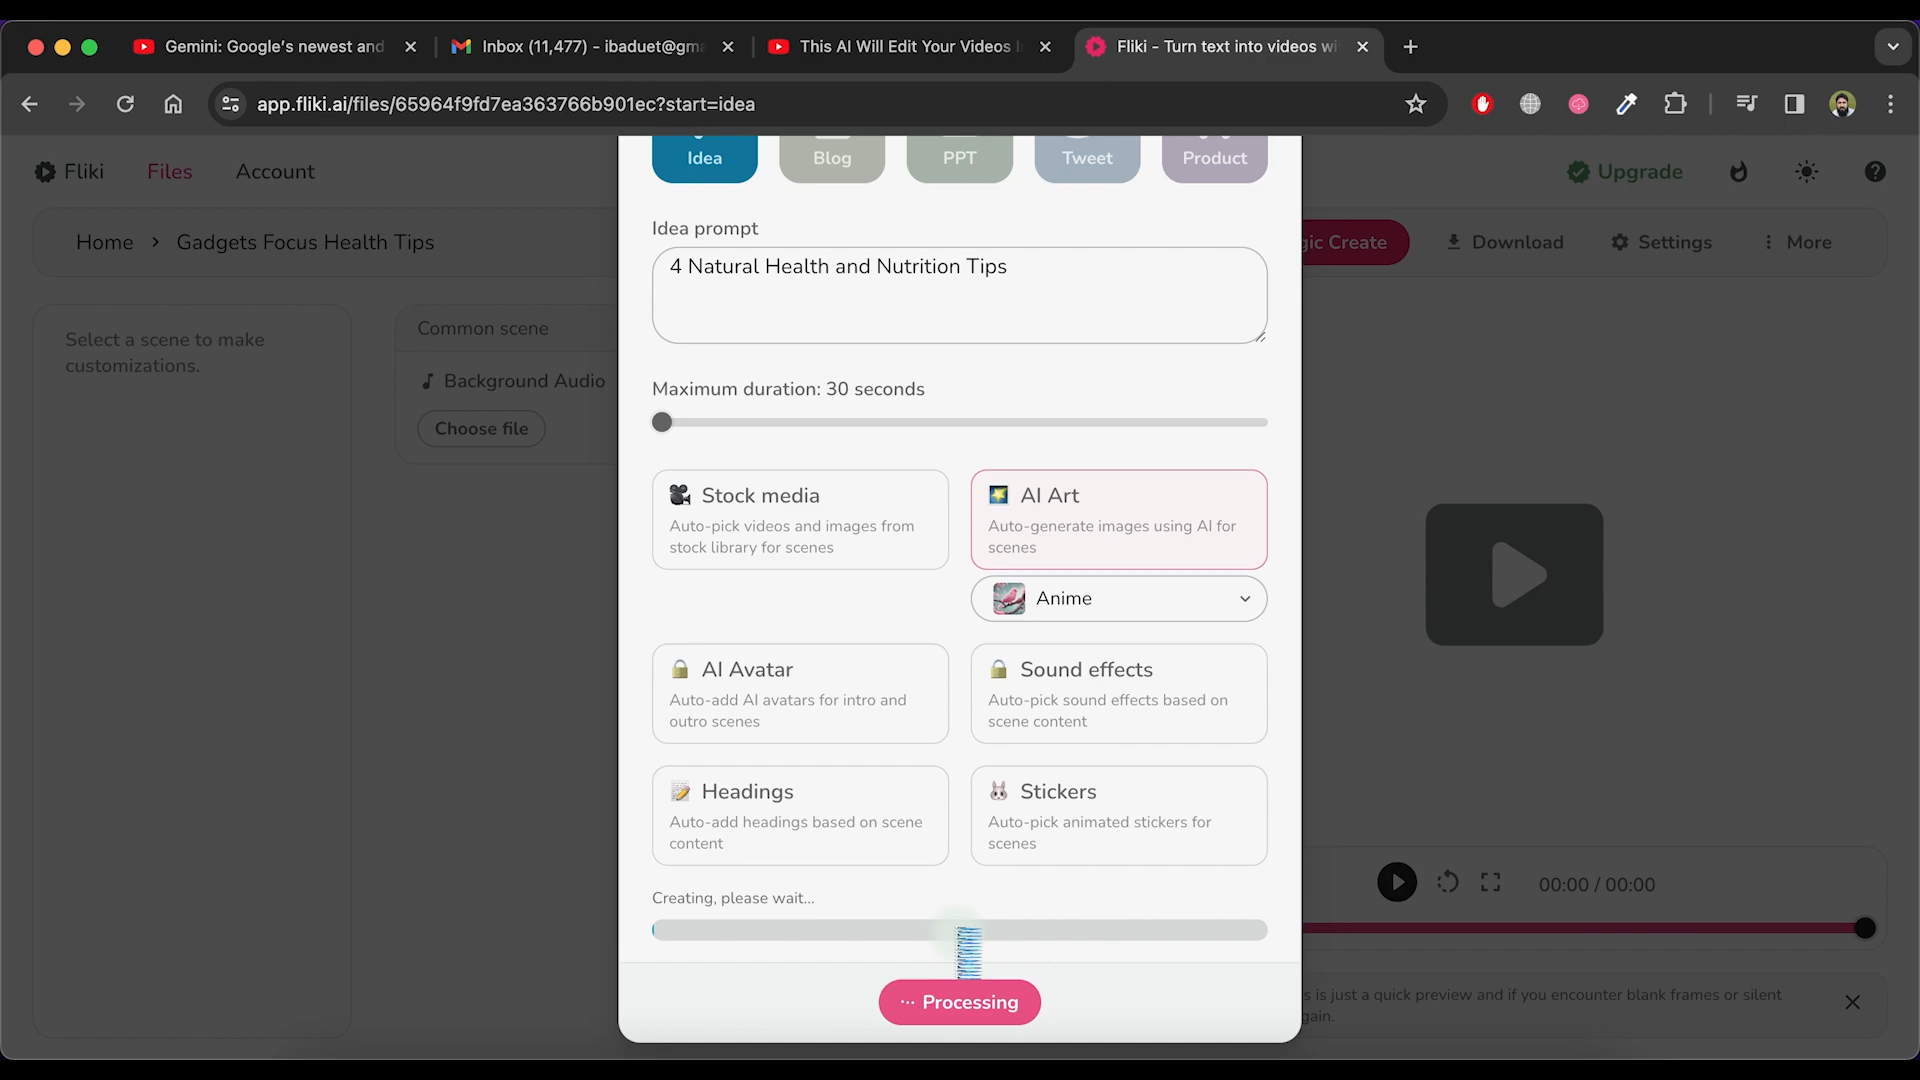 Gemini: Google's newest and
Inbox (11,477) - ibaduet@gma
This AI Will Edit Your Videos
Fliki - Turn text into videos wi
app.fliki.ai/files/65964f9fd7ea363766b901ec?start=idea
Idea
Blog
PPT
Tweet
Product
Fliki
Files
Account
Upgrade
Home > Gadgets Focus Health Tips
gic Create
Download
Settings
More
Idea prompt
4 Natural Health and Nutrition Tips
Select a scene to make
customizations.
Common scene
Background Audio
Choose file
Maximum duration: 30 seconds
Stock media
Auto-pick videos and images from
stock library for scenes
AI Art
Auto-generate images using AI for
scenes
Anime
AI Avatar
Auto-add AI avatars for intro and
outro scenes
Sound effects
Auto-pick sound effects based on
scene content
Headings
Auto-add headings based on scene
content
Stickers
Auto-pick animated stickers for
scenes
Creating, please wait...
00:00 / 00:00
Processing
s is just a quick preview and if you encounter blank frames or silent
gain.